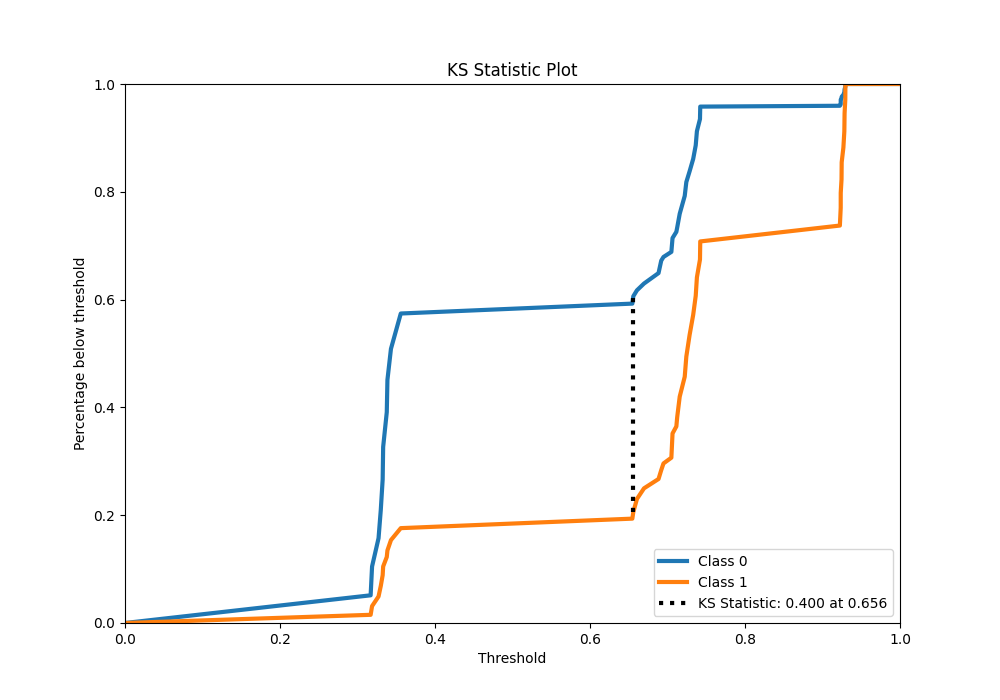 KS Statistic Plot
1.0
0.8
0.6
0.4
0.2
0.0
Percentage below threshold
0.0 0.2 0.4 0.6 0.8 1.0
Threshold
Class 0
Class 1
KS Statistic: 0.400 at 0.656